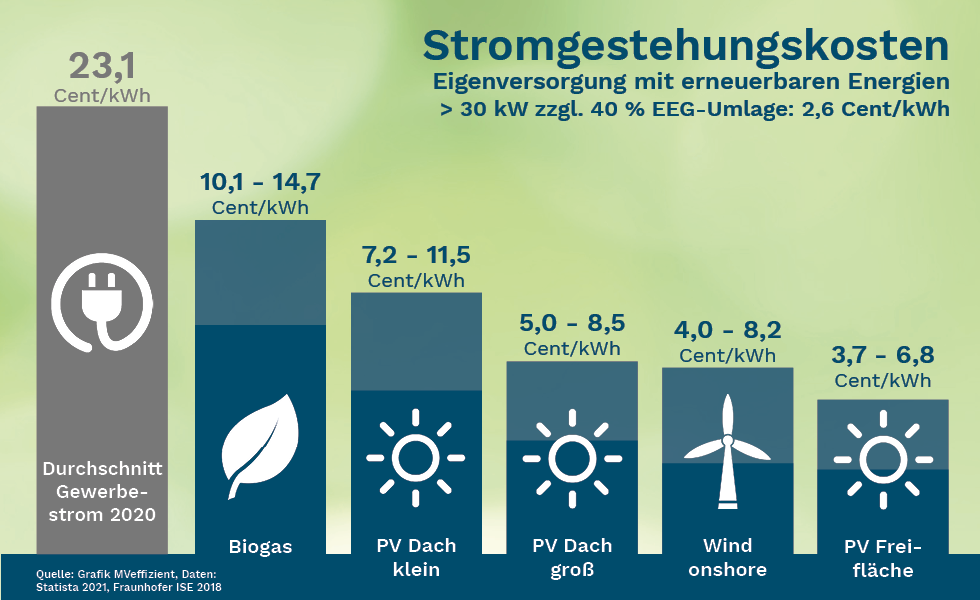 Stromgestehungskosten
Eigenversorgung mit erneuerbaren Energien
> 30 kW zzgl. 40 % EEG-Umlage: 2,6 Cent/kWh
23,1
Cent/kWh
Durchschnitt
Gewerbe-
strom 2020
10,1 - 14,7
Cent/kWh
Biogas
7,2 - 11,5
Cent/kWh
PV Dach
klein
5,0 - 8,5
Cent/kWh
PV Dach
groß
4,0 - 8,2
Cent/kWh
Wind
onshore
3,7 - 6,8
Cent/kWh
PV Frei-
fläche
Quelle: Grafik MVeffizient, Daten:
Statista 2021, Fraunhofer ISE 2018